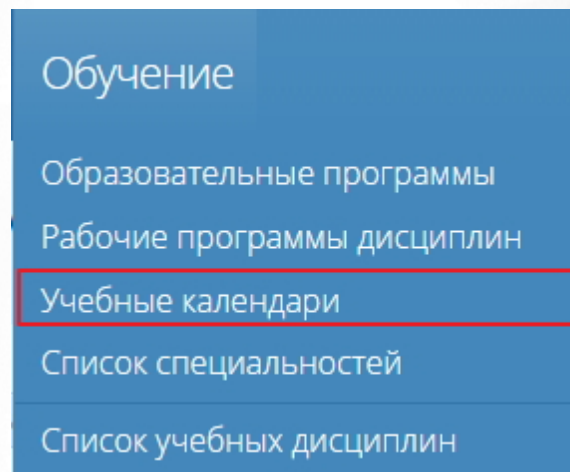 Обучение
Образовательные программы
Рабочие программы дисциплин
Учебные календари
Список специальностей
Список учебных дисциплин